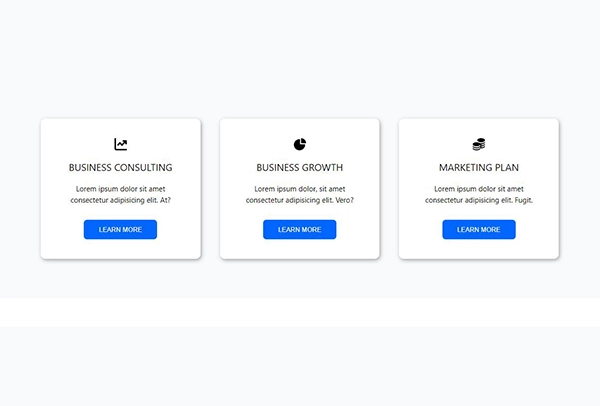 BUSINESS CONSULTING
Lorem ipsum dolor sit amet
consectetur adipisicing elit. At?
LEARN MORE
BUSINESS GROWTH
Lorem ipsum dolor, sit amet
consectetur adipisicing elit. Vero?
LEARN MORE
MARKETING PLAN
Lorem ipsum dolor sit amet
consectetur adipisicing elit. Fugit.
LEARN MORE